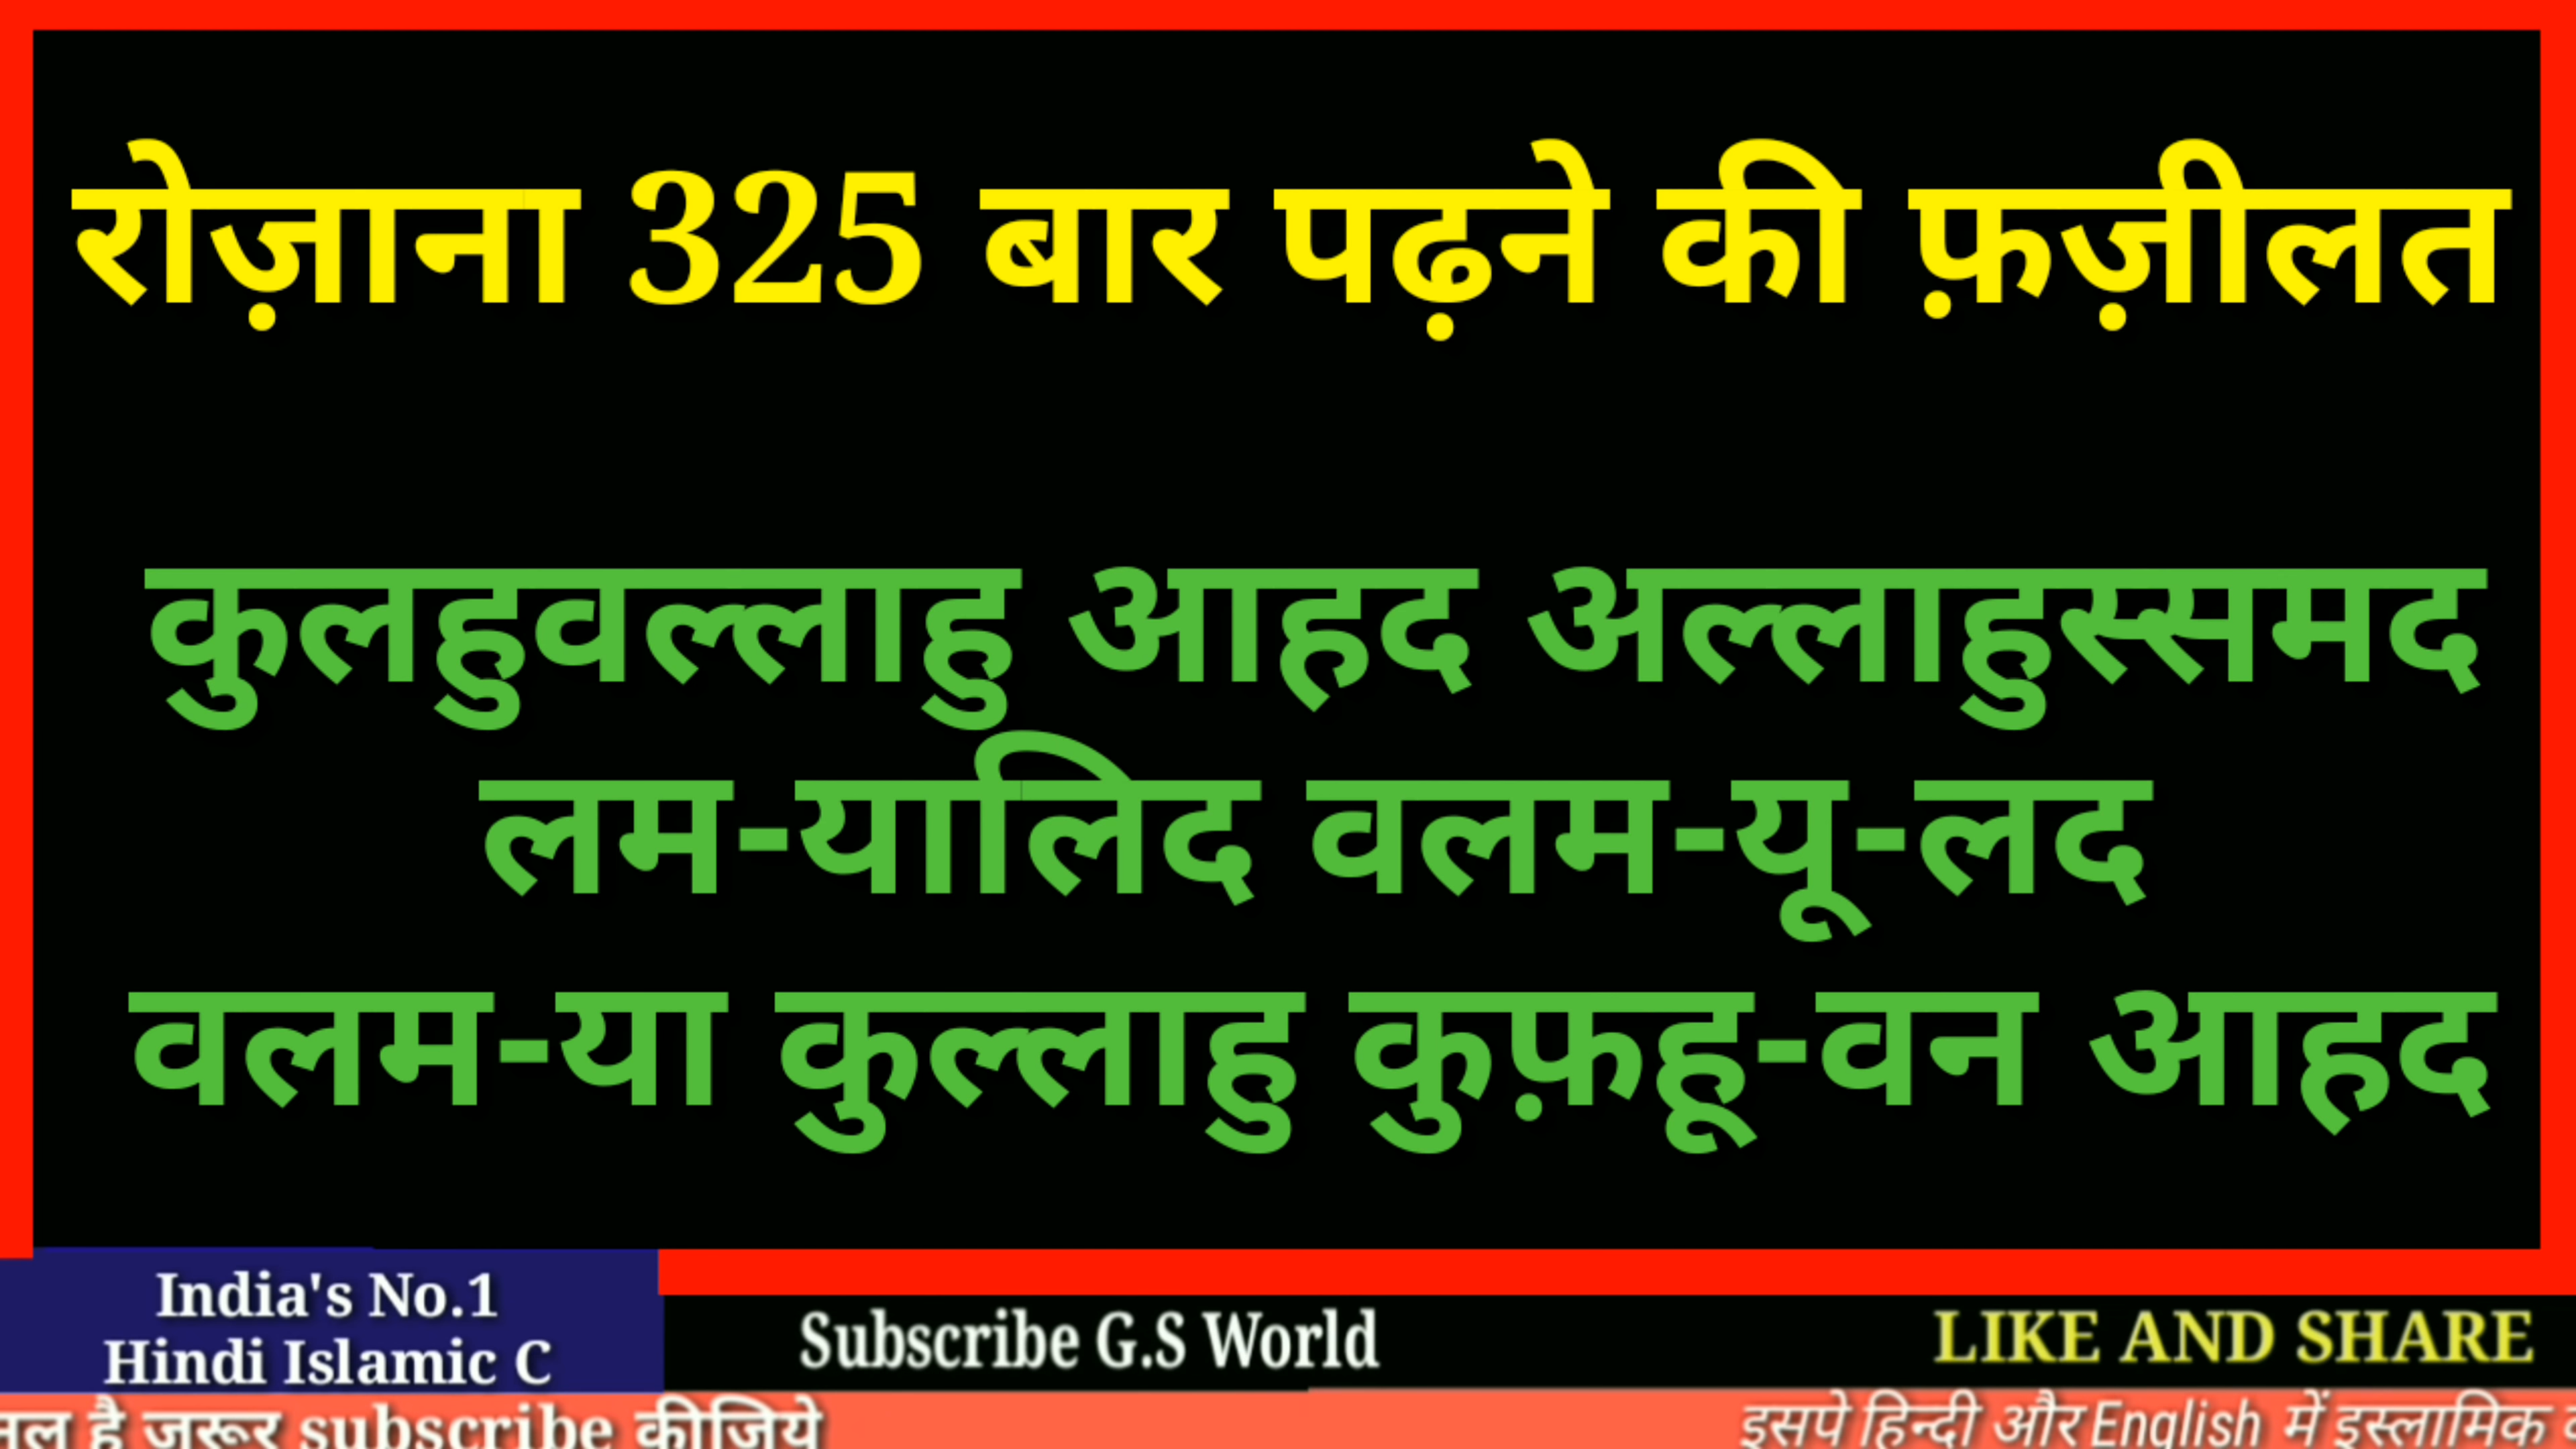 रोज़ाना 325 बार पढ़ने की फ़ज़ीलत
कुलहुवल्लाहु आहद अल्लाहुस्समद
लम-यालिद वलम-यू-लद
वलम-या कुल्लाहु कुफ़हू-वन आहद
India's No.1
Hindi Islamic C
Subscribe G.S World
LIKE AND SHARE
है जरूर subscribe कीजिये
इसपे हिन्दी और English में इस्लामिक